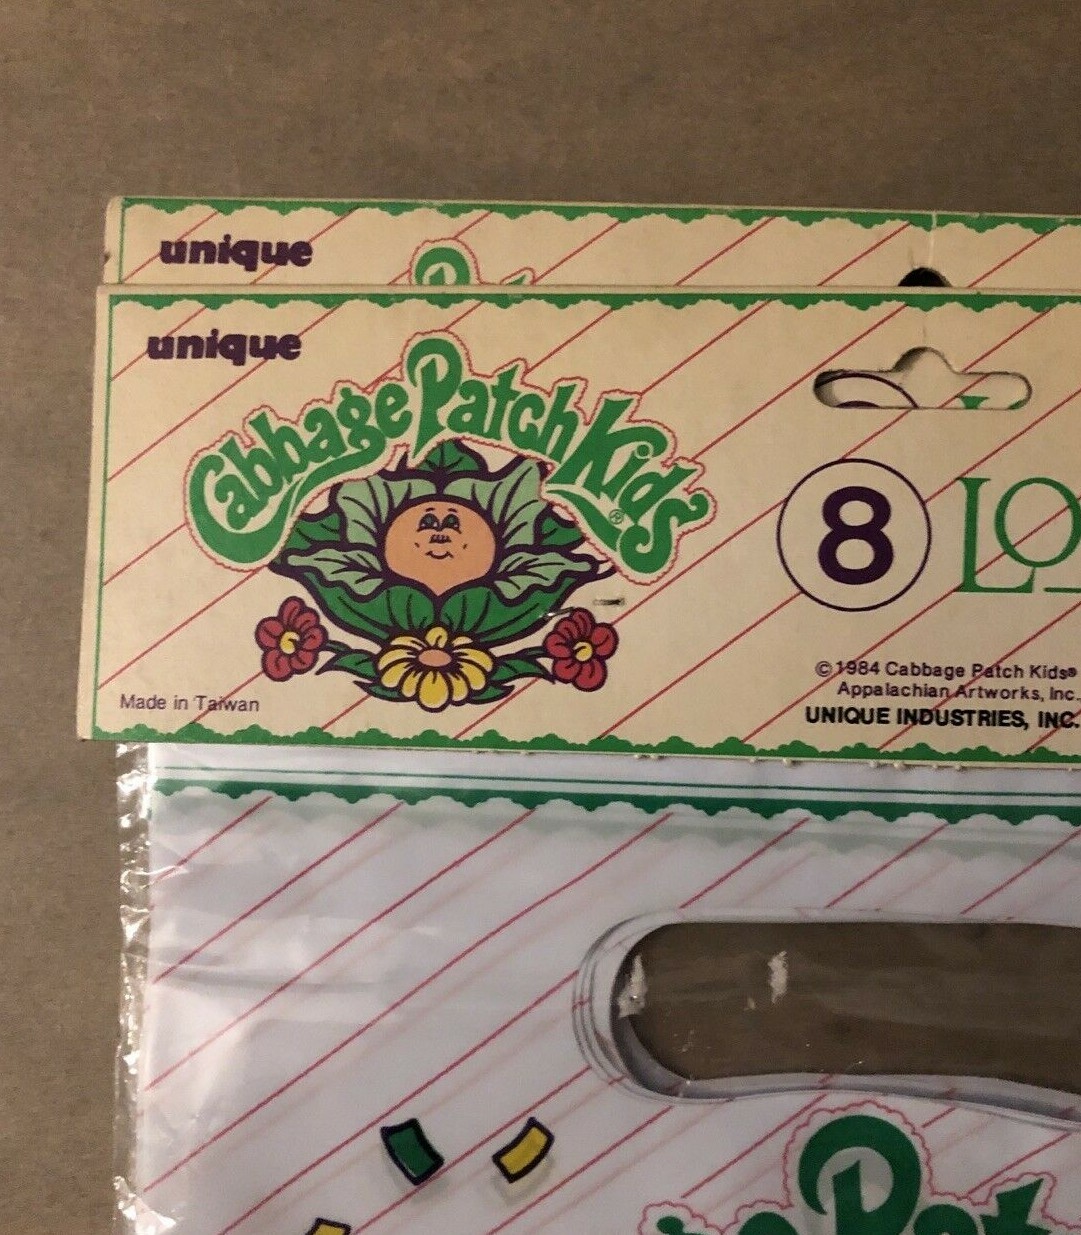 unique
unique
Cabbage Patch Kids®
8 LO
© 1984 Cabbage Patch Kids®
Appalachian Artworks, Inc.
UNIQUE INDUSTRIES, INC.
Made in Taiwan